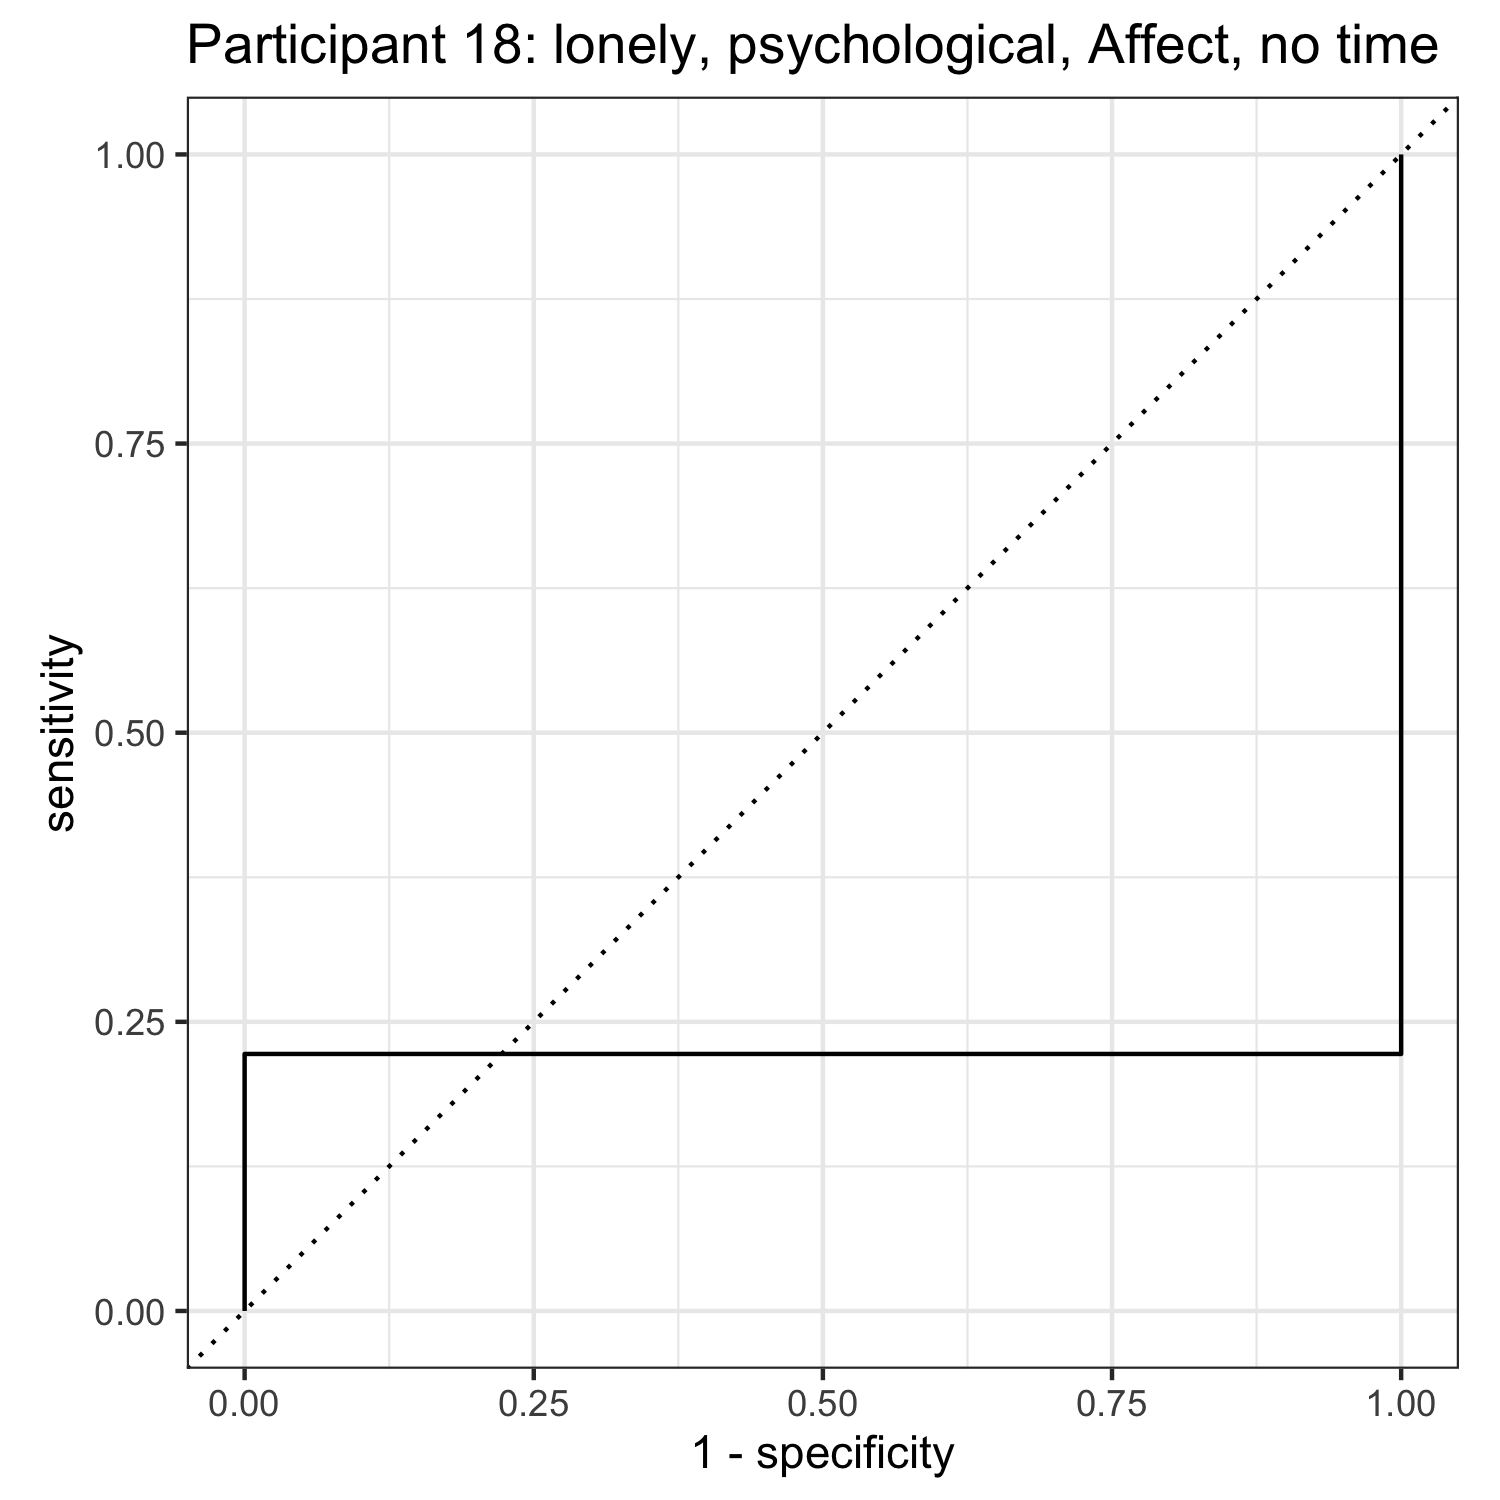 Participant 18: lonely, psychological, Affect, no time
1.00
0.75
0.50
0.25
0.00
sensitivity
0.00 0.25 0.50 0.75 1.00
1 - specificity